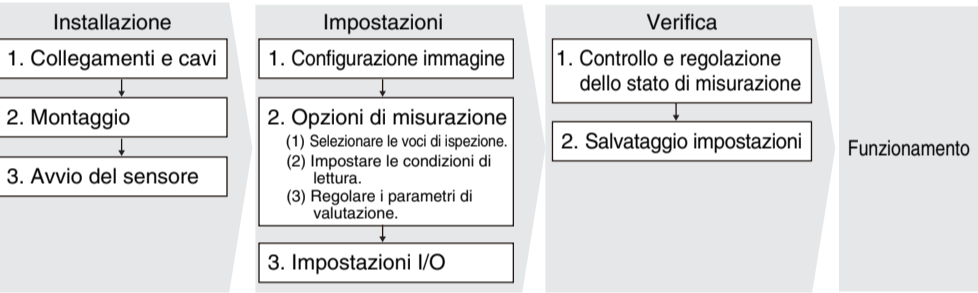 Installazione
1. Collegamenti e cavi
2. Montaggio
3. Avvio del sensore
Impostazioni
1. Configurazione immagine
2. Opzioni di misurazione
(1) Selezionare le voci di ispezione.
(2) Impostare le condizioni di
lettura.
(3) Regolare i parametri di
valutazione.
3. Impostazioni I/O
Verifica
1. Controllo e regolazione
dello stato di misurazione
2. Salvataggio impostazioni
Funzionamento